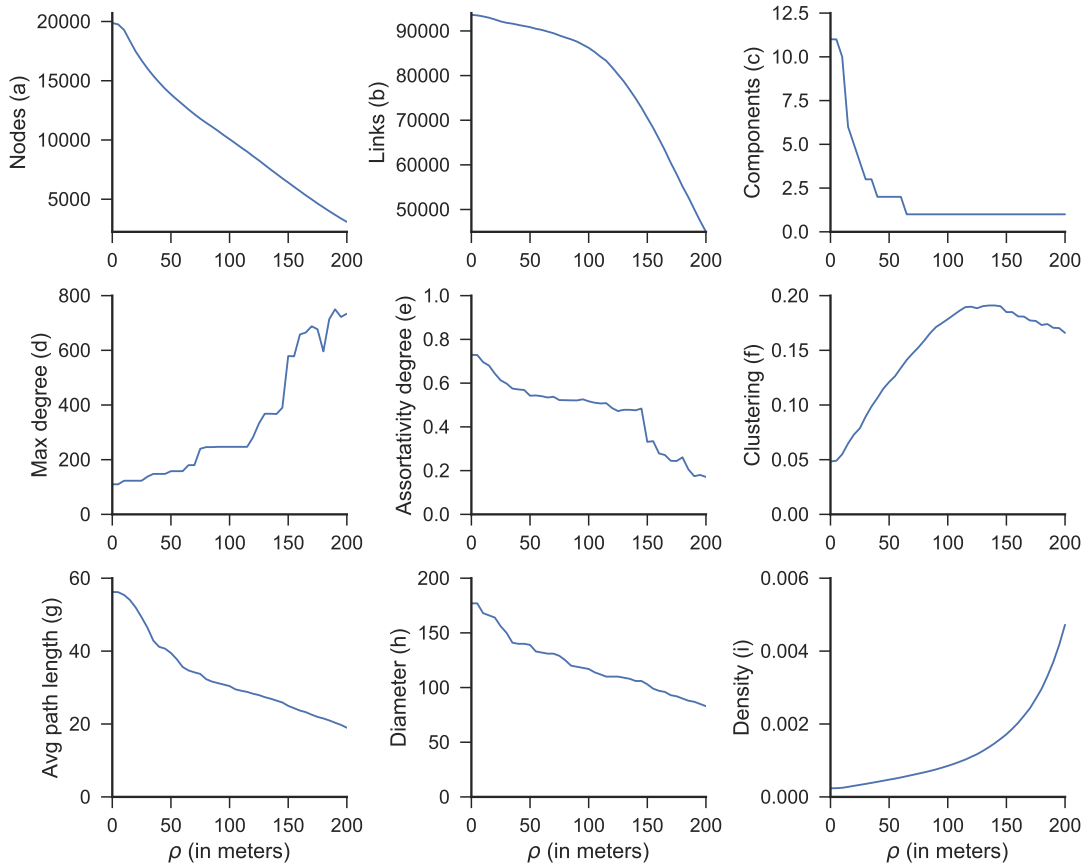 Nodes (a)
20000
15000
10000
5000
0 50 100 150 200
Links (b)
90000
80000
70000
60000
50000
0 50 100 150 200
Components (c)
12.5
10.0
7.5
5.0
2.5
0.0
0 50 100 150 200
Max degree (d)
800
600
400
200
0
0 50 100 150 200
Assortativity degree (e)
1.0
0.8
0.6
0.4
0.2
0.0
0 50 100 150 200
Clustering (f)
0.20
0.15
0.10
0.05
0.00
0 50 100 150 200
Avg path length (g)
60
40
20
0
0 50 100 150 200
ρ (in meters)
Diameter (h)
200
150
100
50
0
0 50 100 150 200
ρ (in meters)
Density (i)
0.006
0.004
0.002
0.000
0 50 100 150 200
ρ (in meters)